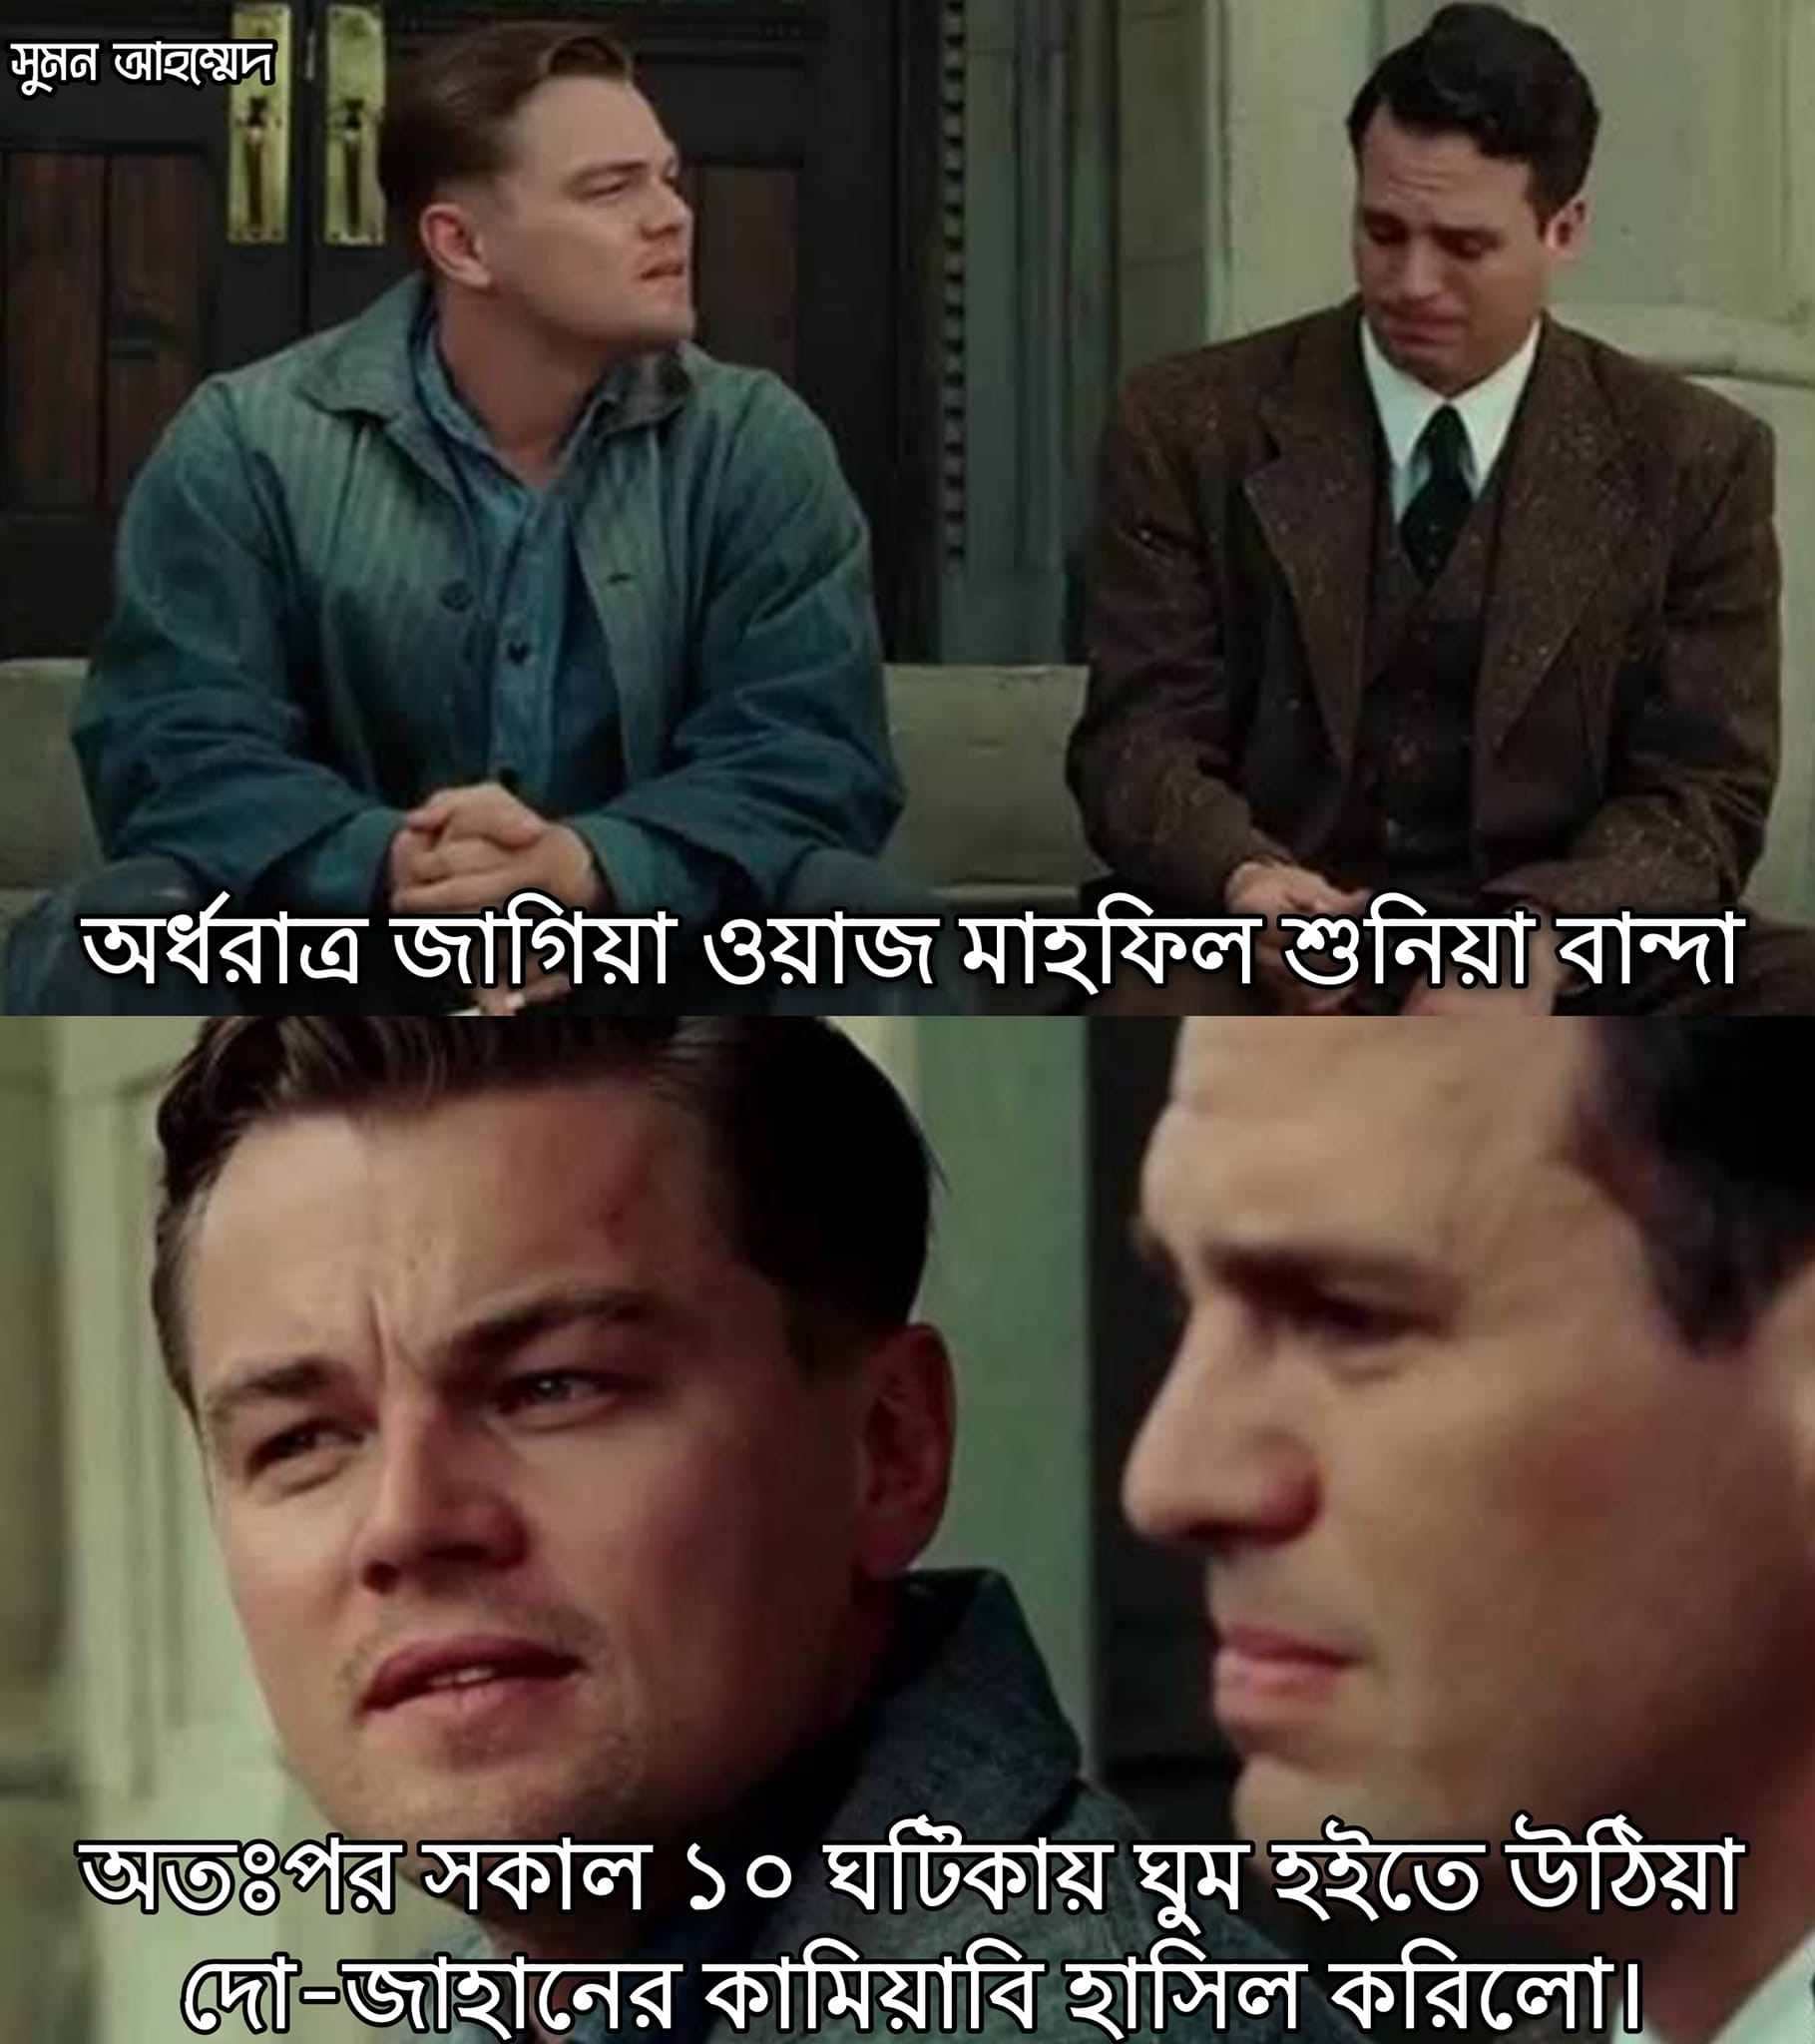 সুমন আহম্মেদ
অর্ধরাত্র জাগিয়া ওয়াজ মাহফিল শুনিয়া বান্দা
অতঃপর সকাল ১০ ঘটিকায় ঘুম হইতে উঠিয়া
দো-জাহানের কামিয়াবি হাসিল করিলো।